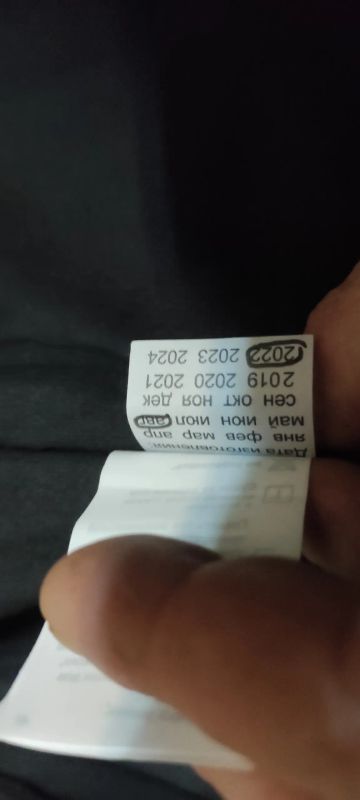 Дата изготовления:
янв фев мар апр
май июн июл авг
сен окт ноя дек
2019 2020 2021
2022 2023 2024